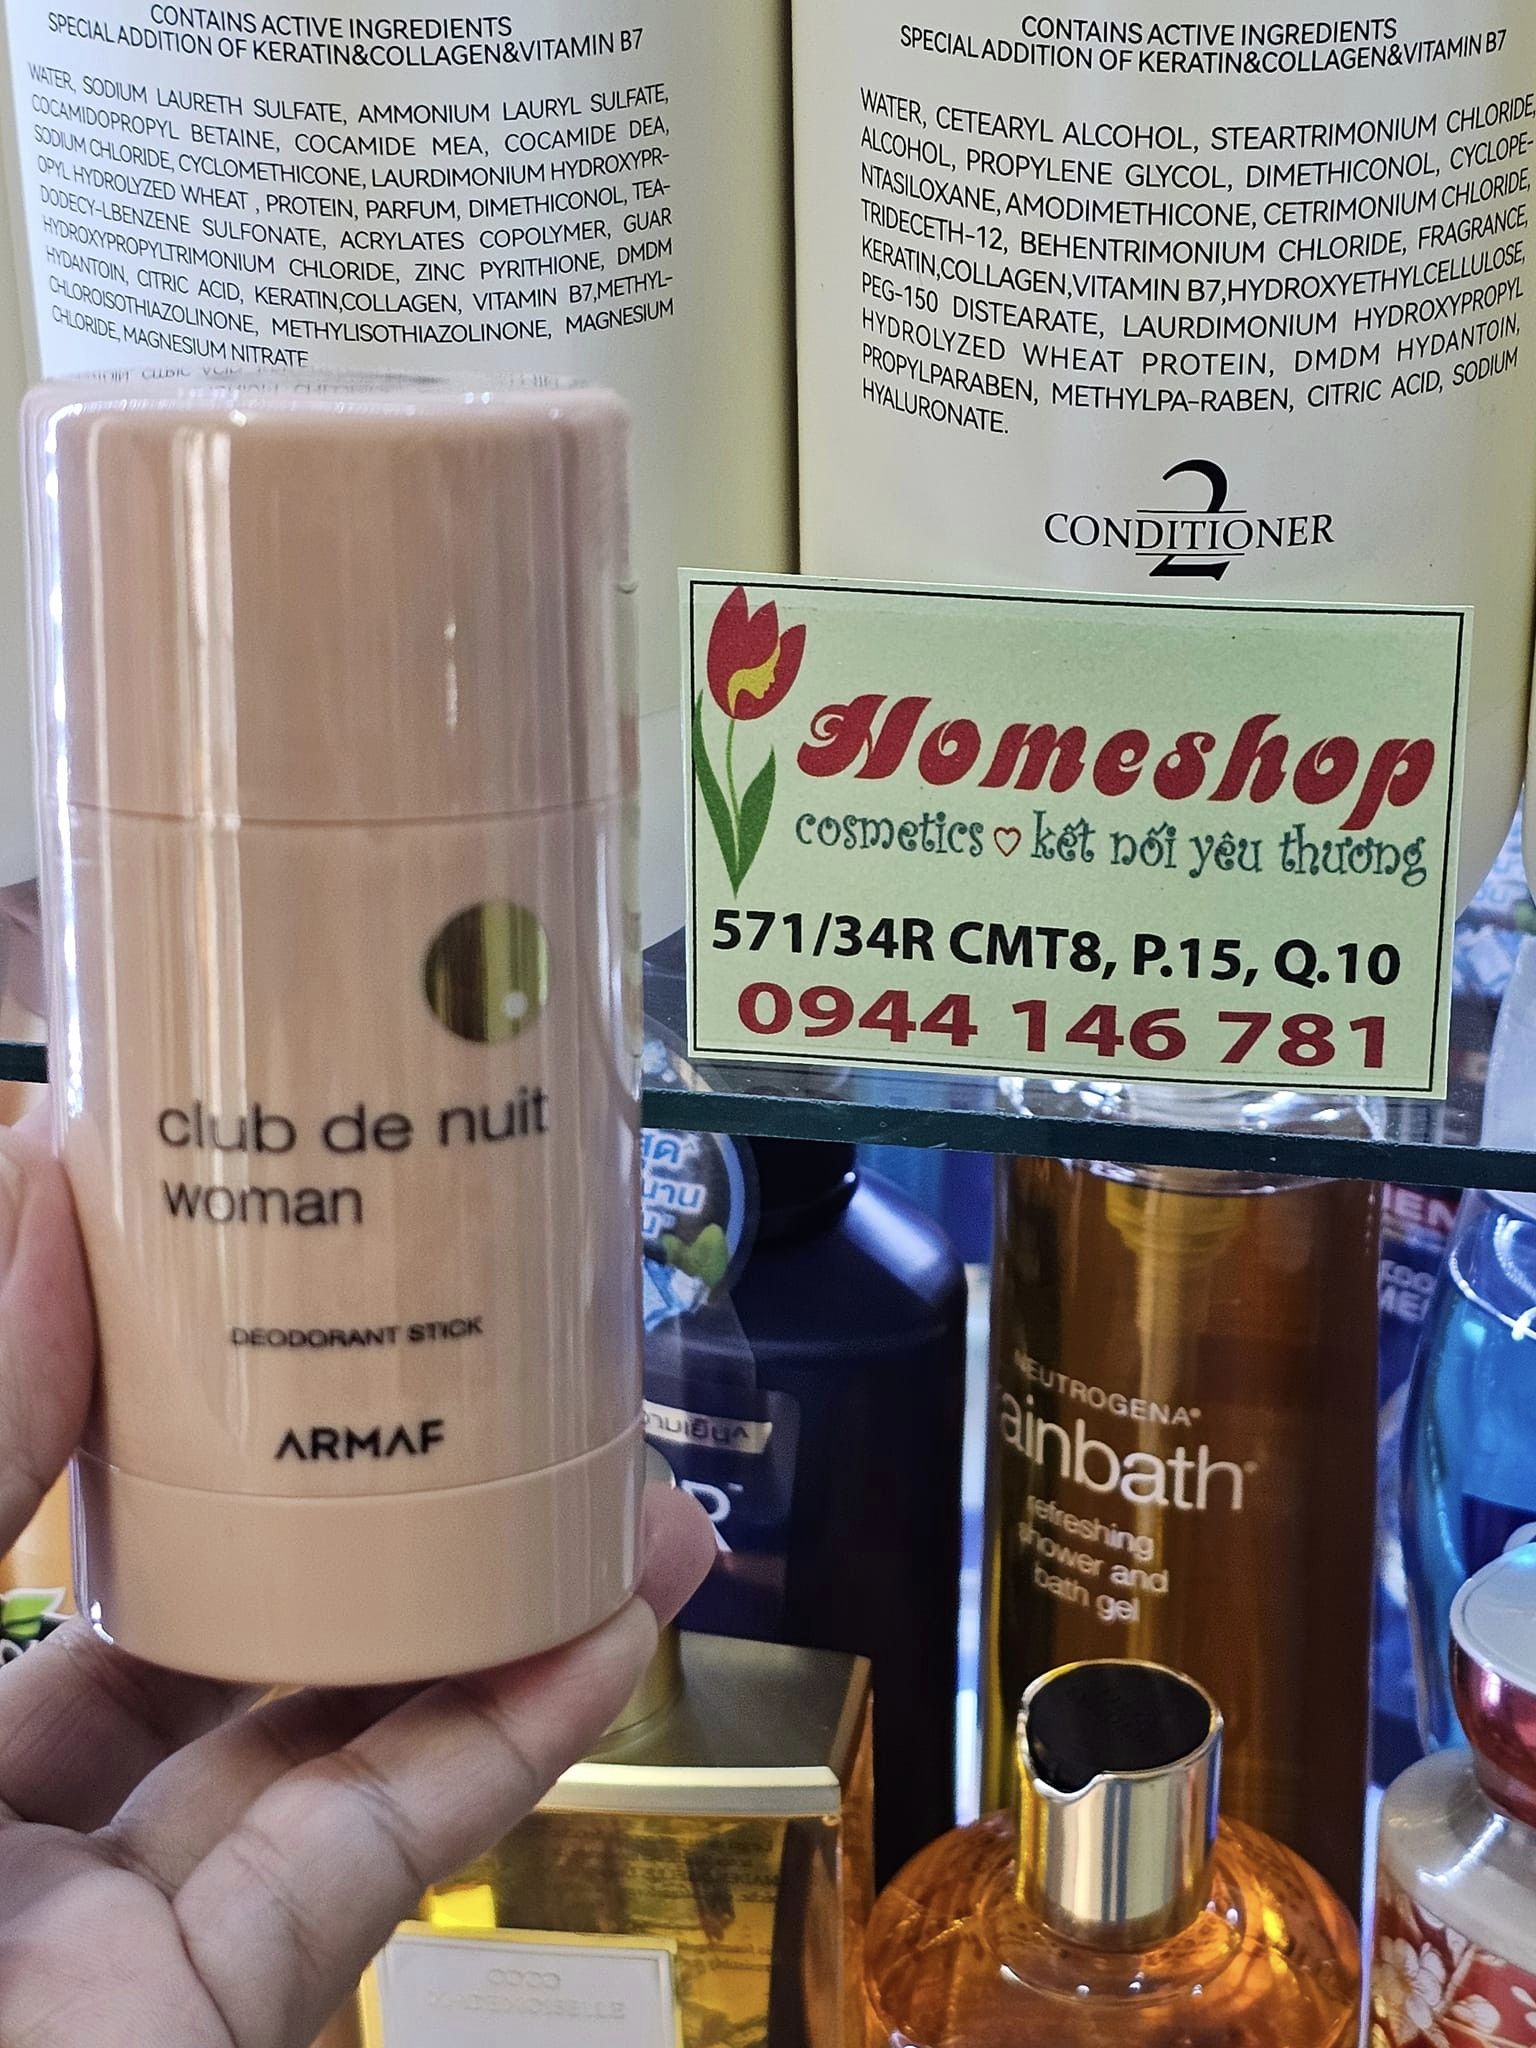 CONTAINS ACTIVE INGREDIENTS
SPECIAL ADDITION OF KERATIN&COLLAGEN&VITAMIN B7
WATER, SODIUM LAURETH SULFATE, AMMONIUM LAURYL SULFATE,
COCAMIDOPROPYL BETAINE, COCAMIDE MEA, COCAMIDE DEA,
SODIUM CHLORIDE, CYCLOMETHICONE, LAURDIMONIUM HYDROXYPR-
OPYL HYDROLYZED WHEAT , PROTEIN, PARFUM, DIMETHICONOL, TEA-
DODECY-LBENZENE SULFONATE, ACRYLATES COPOLYMER, GUAR
HYDROXYPROPYLTRIMONIUM CHLORIDE, ZINC PYRITHIONE, DMDM
HYDANTOIN, CITRIC ACID, KERATIN,COLLAGEN, VITAMIN B7,METHYL-
CHLOROISOTHIAZOLINONE, METHYLISOTHIAZOLINONE, MAGNESIUM
CHLORIDE, MAGNESIUM NITRATE
CONTAINS ACTIVE INGREDIENTS
SPECIAL ADDITION OF KERATIN&COLLAGEN&VITAMIN B7
WATER, CETEARYL ALCOHOL, STEARTRIMONIUM CHLORIDE,
ALCOHOL, PROPYLENE GLYCOL, DIMETHICONOL, CYCLOPE-
NTASILOXANE, AMODIMETHICONE, CETRIMONIUM CHLORIDE,
TRIDECETH-12, BEHENTRIMONIUM CHLORIDE, FRAGRANCE,
KERATIN,COLLAGEN,VITAMIN B7,HYDROXYETHYLCELLULOSE,
PEG-150 DISTEARATE, LAURDIMONIUM HYDROXYPROPYL
HYDROLYZED WHEAT PROTEIN, DMDM HYDANTOIN,
PROPYLPARABEN, METHYLPA-RABEN, CITRIC ACID, SODIUM
HYALURONATE.
2
CONDITIONER
Homeshop
cosmetics ♡ kết nối yêu thương
571/34R CMT8, P.15, Q.10
0944 146 781
club de nuit
woman
DEODORANT STICK
ARMAF
NEUTROGENA®
ainbath®
refreshing
shower and
bath gel
COCO
MADEMOISELLE